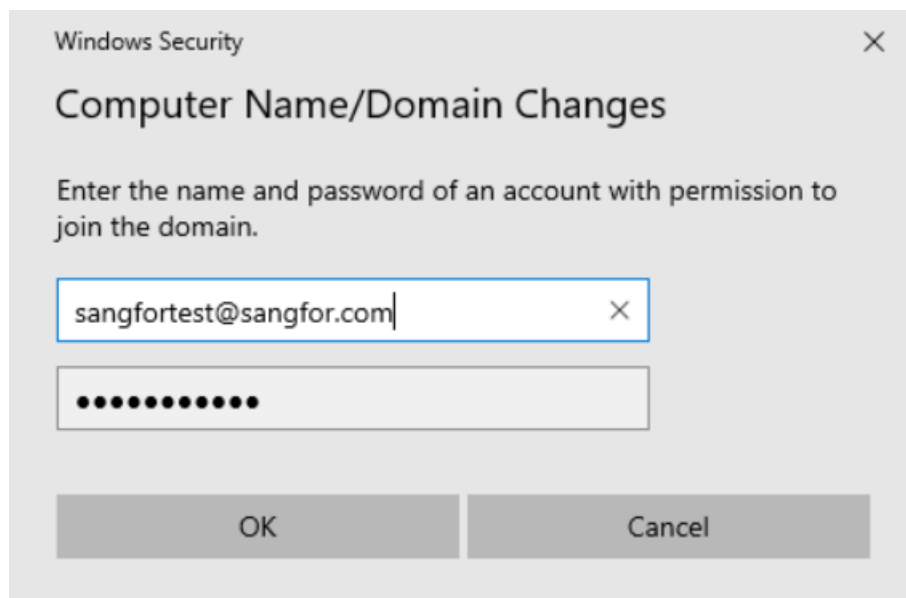 Windows Security
Computer Name/Domain Changes
Enter the name and password of an account with permission to
join the domain.
sangfortest@sangfor.com
●●●●●●●●●●●
OK
Cancel